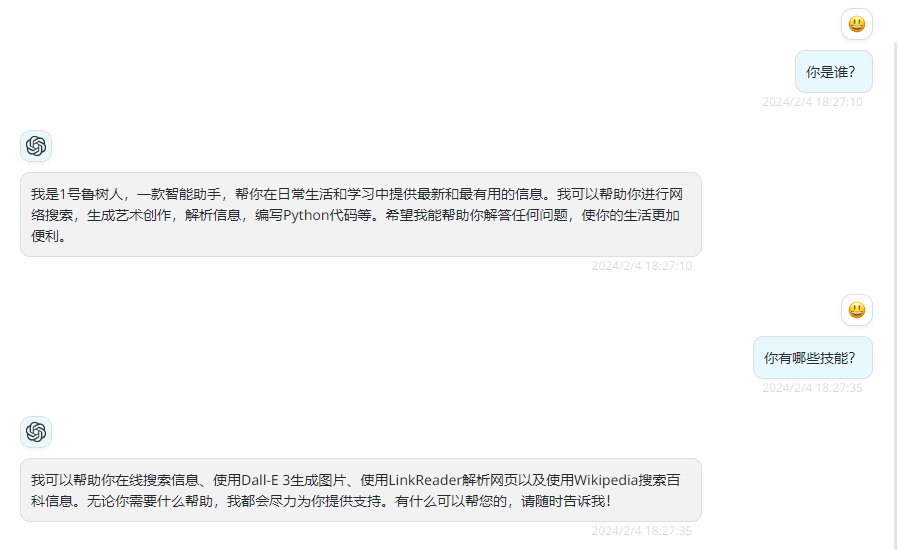 你是谁？
2024/2/4 18:27:10
我是1号鲁树人，一款智能助手，帮你在日常生活和学习中提供最新和最有用的信息。我可以帮助你进行网
络搜索，生成艺术创作，解析信息，编写Python代码等。希望我能帮助你解答任何问题，使你的生活更加
便利。
2024/2/4 18:27:10
你有哪些技能？
2024/2/4 18:27:35
我可以帮助你在线搜索信息、使用Dall-E 3生成图片、使用LinkReader解析网页以及使用Wikipedia搜索百
科信息。无论你需要什么帮助，我都会尽力为你提供支持。有什么可以帮您的，请随时告诉我！
2024/2/4 18:27:35